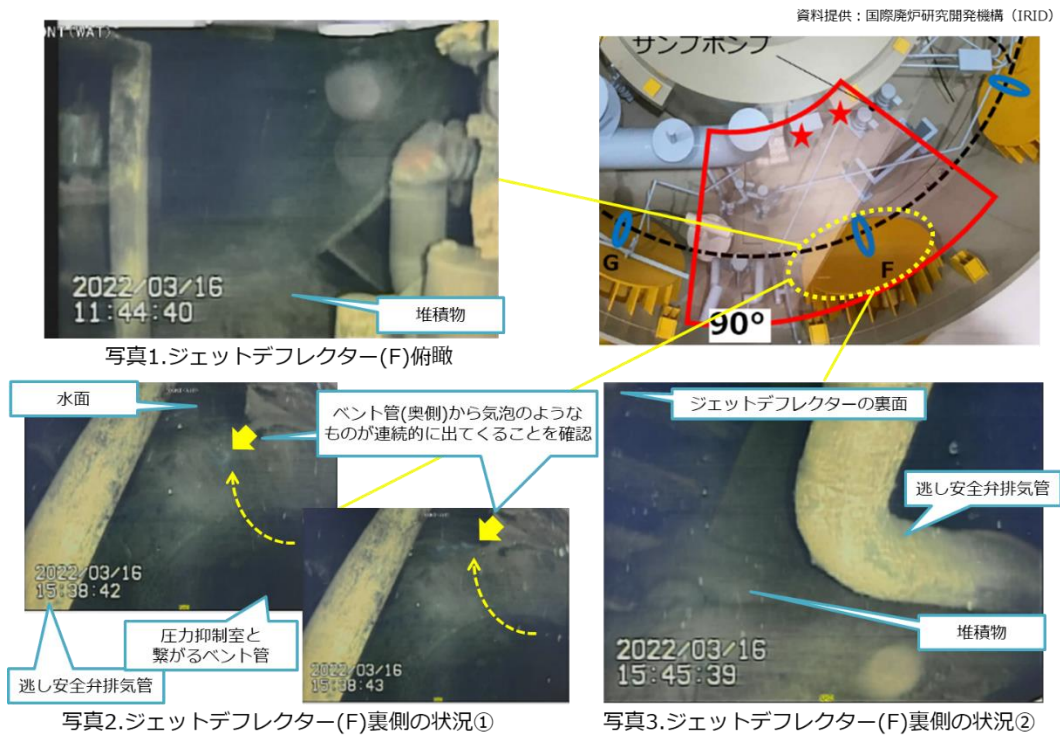 資料提供：国際廃炉研究開発機構（IRID）
NT(WAT)
サンプポンプ
G
F
90°
2022/03/16
11:44:40
堆積物
写真1.ジェットデフレクター(F)俯瞰
水面
ベント管(奥側)から気泡のような
ものが連続的に出てくることを確認
ジェットデフレクターの裏面
逃し安全弁排気管
2022/03/16
15:38:42
圧力抑制室と
繋がるベント管
逃し安全弁排気管
2022/03/16
15:38:43
堆積物
2022/03/16
15:45:39
写真2.ジェットデフレクター(F)裏側の状況①
写真3.ジェットデフレクター(F)裏側の状況②